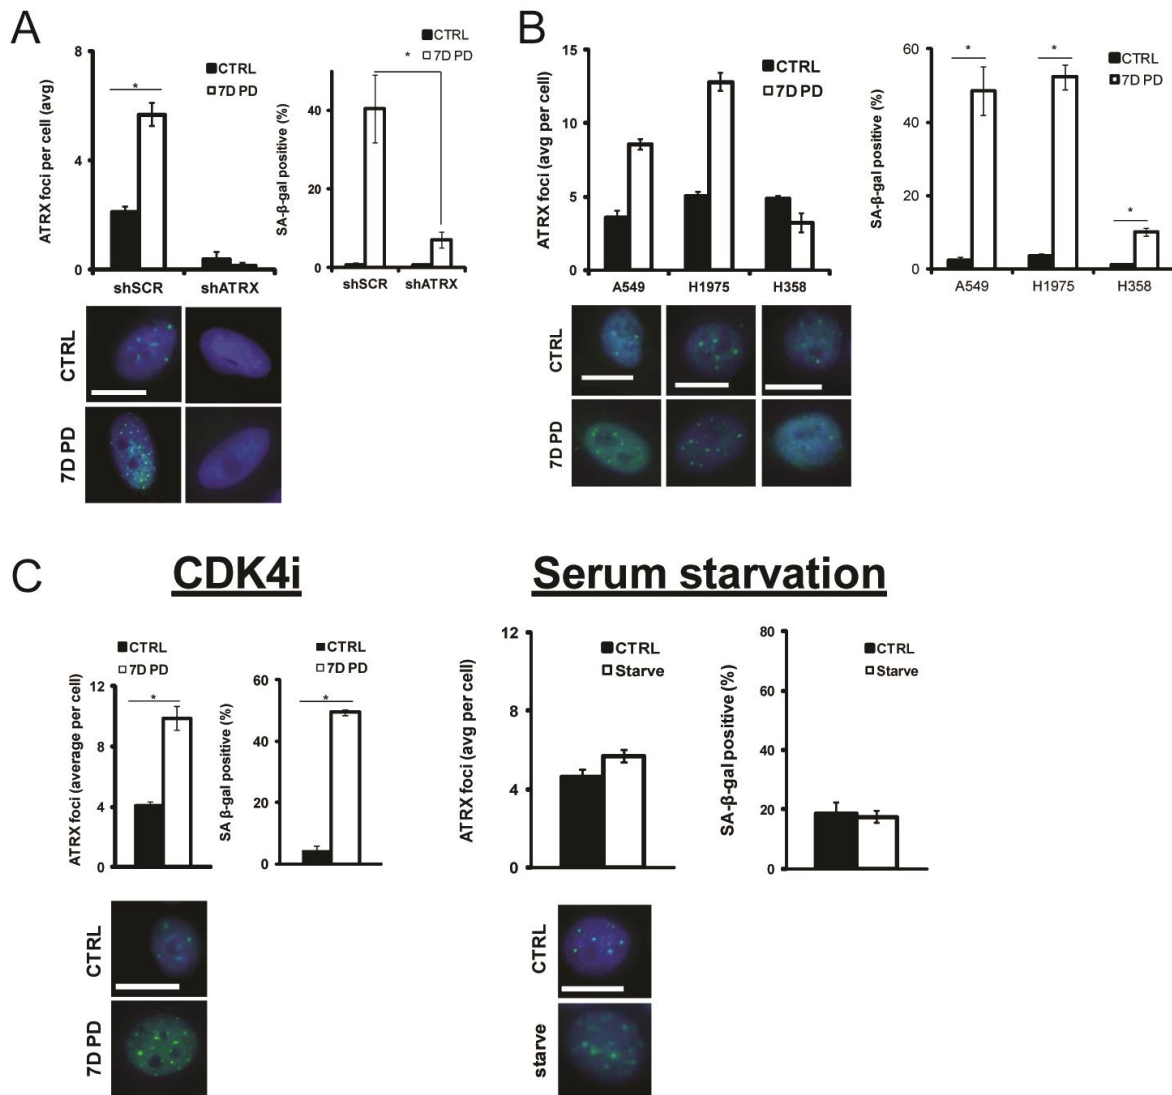 A
CTRL
7D PD
*
8
4
0
ATRX foci per cell (avg)
CTRL
7D PD
*
shSCR
shATRX
40
20
0
SA-β-gal positive (%)
shSCR
shATRX
CTRL
7D PD
B
15
10
5
0
ATRX foci (avg per cell)
CTRL
7D PD
A549
H1975
H358
60
50
40
30
20
10
0
SA-β-gal positive (%)
*
*
*
CTRL
7D PD
A549
H1975
H358
CTRL
7D PD
C
CDK4i
CTRL
7D PD
12
8
4
0
ATRX foci (average per cell)
*
CTRL
7D PD
60
40
20
0
SA β-gal positive (%)
*
CTRL
7D PD
Serum starvation
12
8
4
0
ATRX foci (avg per cell)
CTRL
Starve
80
60
40
20
0
SA-β-gal positive (%)
CTRL
Starve
CTRL
starve